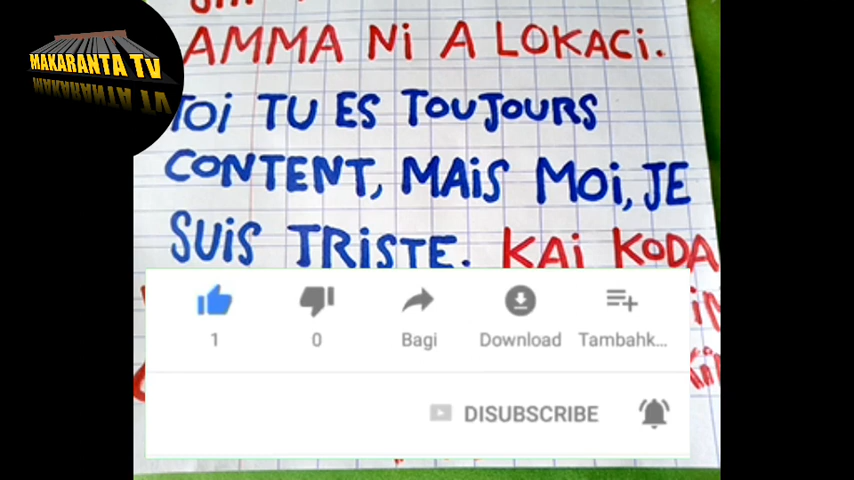 MAKARANTA TV
AMMA Ni A LOKACi.
TOi TU ES TOUJOURS
CONTENT, MAiS MOi, JE
SUiS TRiSTE. KAi KODA
1
0
Bagi
Download
Tambahk...
DISUBSCRIBE